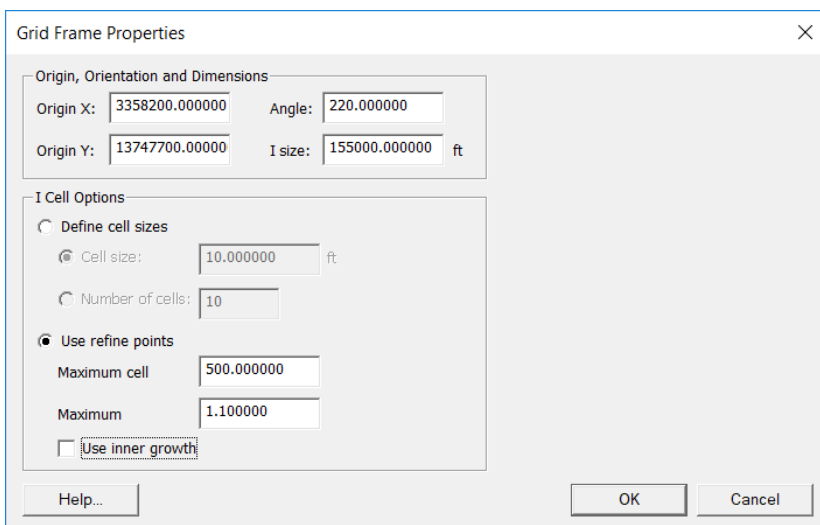 Grid Frame Properties
Origin, Orientation and Dimensions
Origin X: 3358200.000000 Angle: 220.000000
Origin Y: 13747700.00000 I size: 155000.000000 ft
I Cell Options
Define cell sizes
Cell size: 10.000000 ft
Number of cells: 10
Use refine points
Maximum cell 500.000000
Maximum 1.100000
Use inner growth
Help... OK Cancel